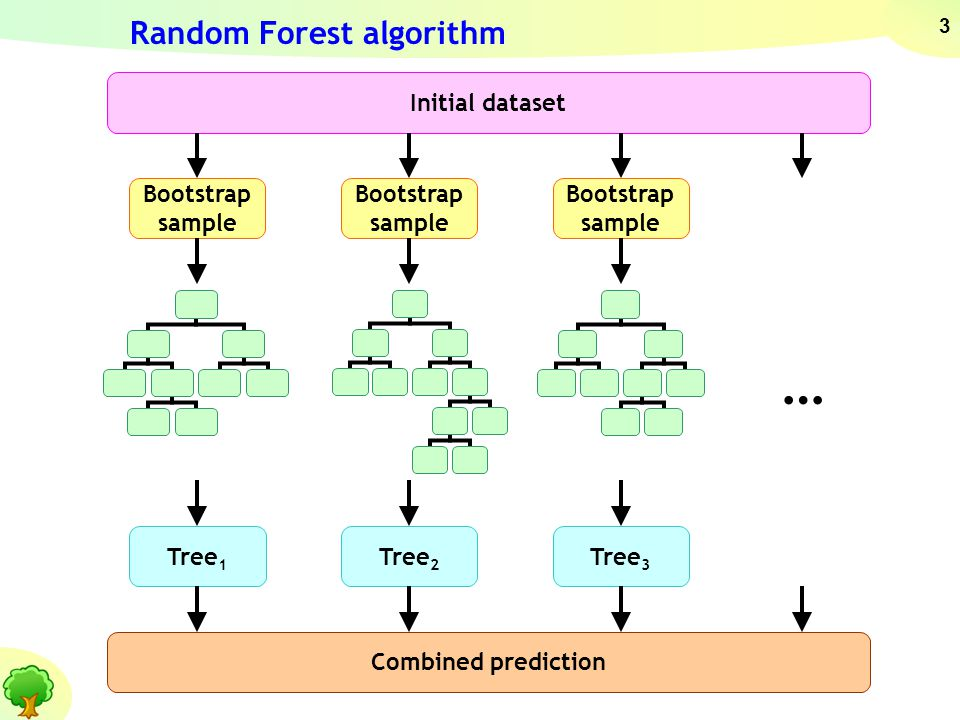 Random Forest algorithm
3
Initial dataset
Bootstrap
sample
Bootstrap
sample
Bootstrap
sample
...
Tree₁
Tree₂
Tree₃
Combined prediction